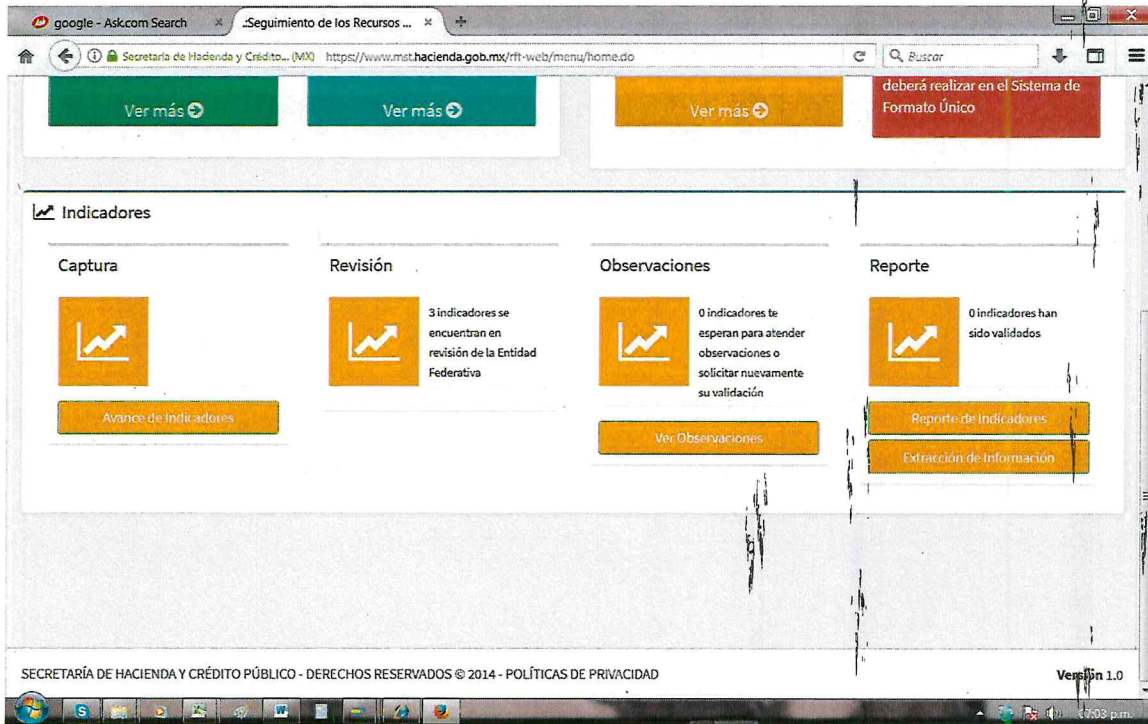 google - Ask.com Search
.:Seguimiento de los Recursos ...
Secretaría de Hacienda y Crédito... (MX) https://www.mst.hacienda.gob.mx/rft-web/menu/home.do
Buscar
Ver más
Ver más
Ver más
deberá realizar en el Sistema de
Formato Único
Indicadores
Captura
Avance de Indicadores
Revisión
3 indicadores se
encuentran en
revisión de la Entidad
Federativa
Observaciones
0 indicadores te
esperan para atender
observaciones o
solicitar nuevamente
su validación
Ver Observaciones
Reporte
0 indicadores han
sido validados
Reporte de Indicadores
Extracción de Información
SECRETARÍA DE HACIENDA Y CRÉDITO PÚBLICO - DERECHOS RESERVADOS © 2014 - POLÍTICAS DE PRIVACIDAD
Versión 1.0
07:03 p.m.